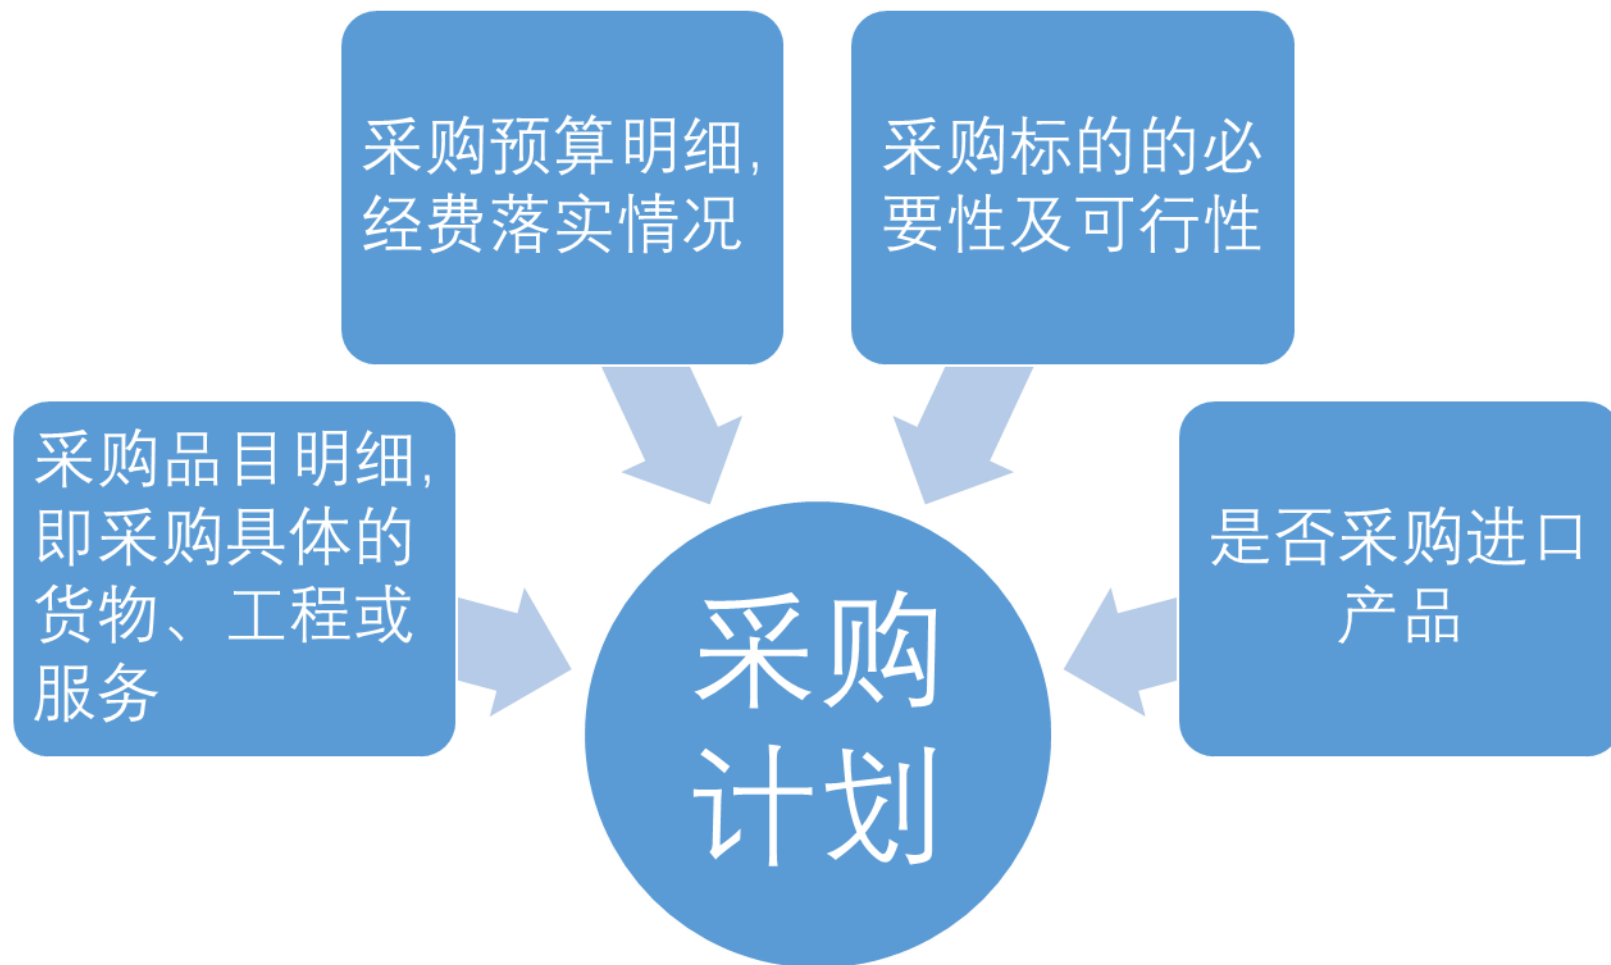 采购预算明细,
经费落实情况
采购标的的必
要性及可行性
采购品目明细,
即采购具体的
货物、工程或
服务
是否采购进口
产品
采购
计划